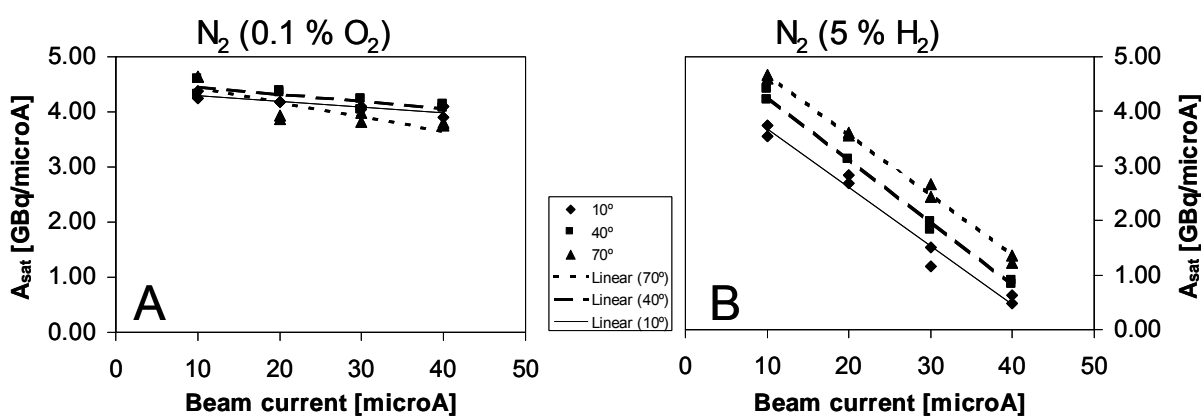 N₂ (0.1 % O₂)
5.00
4.00
3.00
2.00
1.00
0.00
Asat [GBq/microA]
A
0 10 20 30 40 50
Beam current [microA]
10º
40º
70º
Linear (70º)
Linear (40º)
Linear (10º)
N₂ (5 % H₂)
B
5.00
4.00
3.00
2.00
1.00
0.00
Asat [GBq/microA]
0 10 20 30 40 50
Beam current [microA]